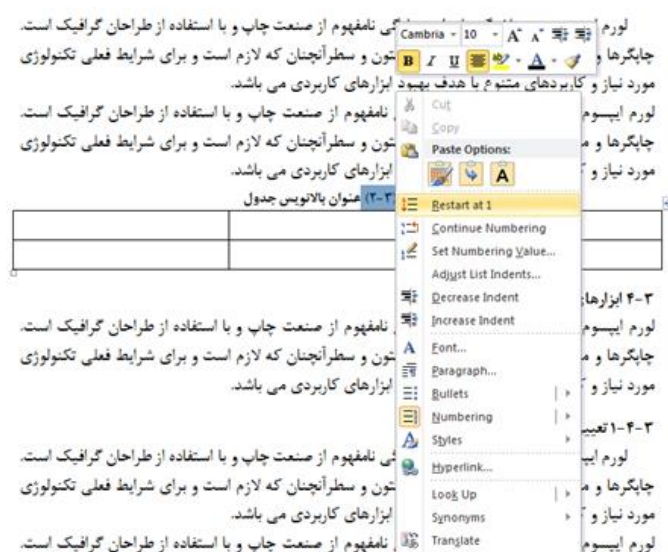 لورم
گی نامفهوم از صنعت چاپ و با استفاده از طراحان گرافیک است.
چاپگرها و
تون و سطرآنچنان که لازم است و برای شرایط فعلی تکنولوژی
مورد نیاز و کاربردهای متنوع با هدف بهبود ابزارهای کاربردی می باشد.
لورم ایپسوم
نامفهوم از صنعت چاپ و با استفاده از طراحان گرافیک است.
چاپگرها و م
تون و سطرآنچنان که لازم است و برای شرایط فعلی تکنولوژی
مورد نیاز و ک
ابزارهای کاربردی می باشد.
۳-۲) عنوان بالانویس جدول
۳-۴ ابزارهای
لورم ایپسوم
نامفهوم از صنعت چاپ و با استفاده از طراحان گرافیک است.
چاپگرها و م
تون و سطرآنچنان که لازم است و برای شرایط فعلی تکنولوژی
مورد نیاز و ک
ابزارهای کاربردی می باشد.
۳-۴-۱ تعیی
لورم ایپ
گی نامفهوم از صنعت چاپ و با استفاده از طراحان گرافیک است.
چاپگرها و م
تون و سطرآنچنان که لازم است و برای شرایط فعلی تکنولوژی
مورد نیاز و ک
ابزارهای کاربردی می باشد.
لورم ایپسوم
نامفهوم از صنعت چاپ و با استفاده از طراحان گرافیک است.
Cambria 10 A A
B I U ab A
Cut
Copy
Paste Options:
A
Restart at 1
Continue Numbering
Set Numbering Value...
Adjust List Indents...
Decrease Indent
Increase Indent
A Font...
Paragraph...
Bullets
Numbering
Styles
Hyperlink...
Look Up
Synonyms
Translate